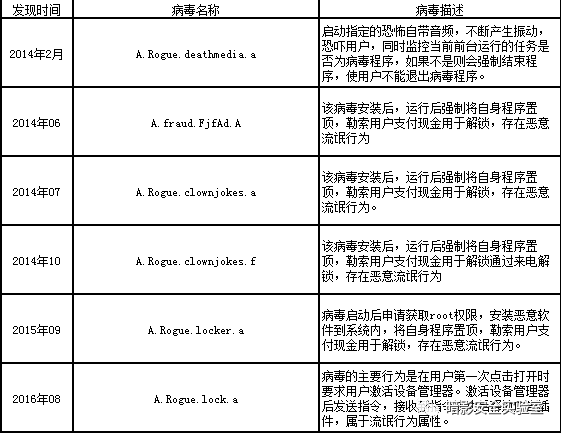 发现时间 病毒名称 病毒描述
启动指定的恐怖自带音频，不断产生振动，
恐吓用户，同时监控当前前台运行的任务是
2014年2月 A.Rogue.deathmedia.a
否为病毒程序，如果不是则会强制结束程
序，使用户不能退出病毒程序。
该病毒安装后，运行后强制将自身程序置
2014年06 A.fraud.FjfAd.A 顶，勒索用户支付现金用于解锁，存在恶意
流氓行为
该病毒安装后，运行后强制将自身程序置
2014年07 A.Rogue.clownjokes.a 顶，勒索用户支付现金用于解锁，存在恶意
流氓行为。
该病毒安装后，运行后强制将自身程序置
2014年10 A.Rogue.clownjokes.f 顶，勒索用户支付现金用于解锁通过来电解
锁，存在恶意流氓行为
病毒启动后申请获取root权限，安装恶意软
2015年09 A.Rogue.locker.a 件到系统内，将自身程序置顶，勒索用户支
付现金用于解锁，存在恶意流氓行为。
病毒的主要行为是在用户第一次点击打开时
要求用户激活设备管理器。激活设备管理器
2016年08 A.Rogue.lock.a
后发送指令，接收
件，属于流氓行为属性。
暗影安全实验室